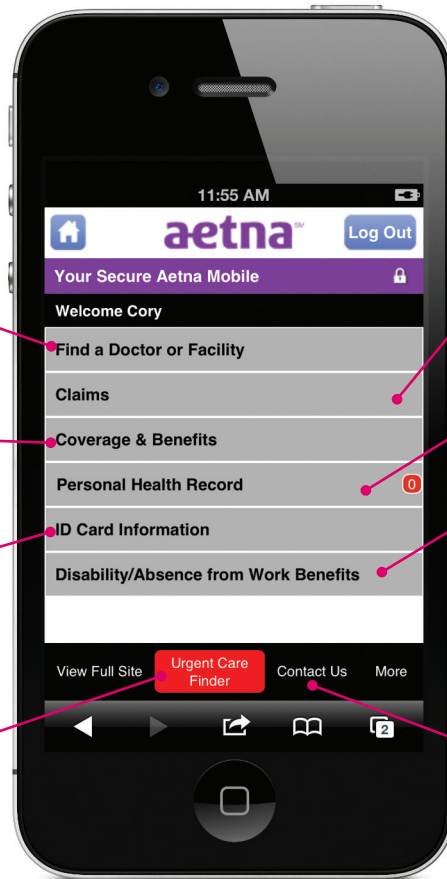 11:55 AM
aetna℠
Log Out
Your Secure Aetna Mobile
Welcome Cory
Find a Doctor or Facility
Claims
Coverage & Benefits
Personal Health Record 0
ID Card Information
Disability/Absence from Work Benefits
View Full Site
Urgent Care
Finder
Contact Us
More
2